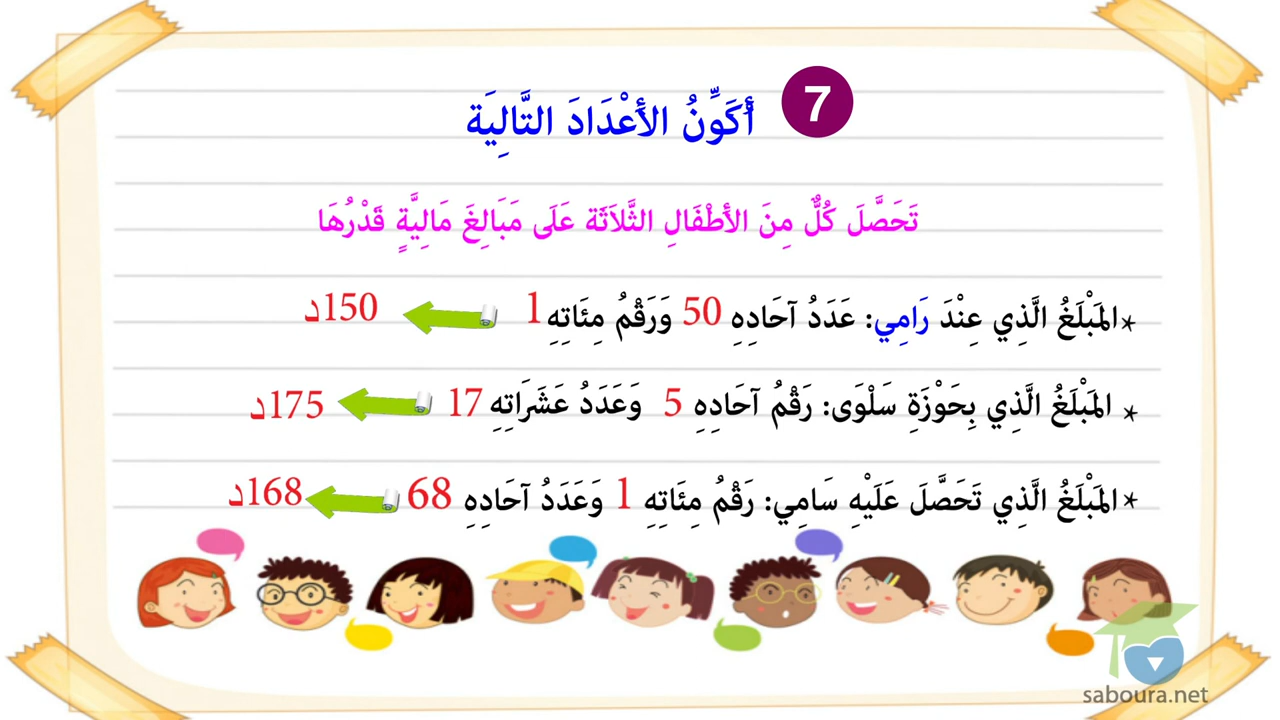 7 أُكَوِّنُ الأَعْدَادَ التَّالِيَة
تَحَصَّلَ كُلٌّ مِنَ الأَطْفَالِ الثَّلاَثَة عَلَى مَبَالِغَ مَالِيَّةٍ قَدْرُهَا
*المَبْلَغُ الَّذِي عِنْدَ رَامِي: عَدَدُ آحَادِهِ 50 وَرَقْمُ مِئَاتِهِ 1 150د
* المَبْلَغُ الَّذِي بِحَوْزَةِ سَلْوَى: رَقْمُ آحَادِهِ 5 وَعَدَدُ عَشَرَاتِهِ 17 175د
*المَبْلَغُ الَّذِي تَحَصَّلَ عَلَيْهِ سَامِي: رَقْمُ مِئَاتِهِ 1 وَعَدَدُ آحَادِهِ 68 168د
saboura.net